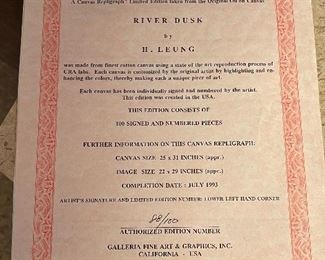 A Canvas Repligraph Limited Edition taken from the Original Oil on Canvas
RIVER DUSK
by
H. LEUNG
was made from finest cotton canvas using a state of the art reproduction process of
CRA labs. Each canvas is customized by the original artist by highlighting and en-
hancing the colors, thereby making each a unique piece of art.
Each canvas has been individually signed and numbered by the artist.
This edition was created in the USA.
THIS EDITION CONSISTS OF
100 SIGNED AND NUMBERED PIECES
FURTHER INFORMATION ON THIS CANVAS REPLIGRAPH:
CANVAS SIZE 25 x 31 INCHES (appr.)
IMAGE SIZE 22 x 29 INCHES (appr.)
COMPLETION DATE : JULY 1993
ARTIST'S SIGNATURE AND LIMITED EDITION NUMBER: LOWER LEFT HAND CORNER
88/100
AUTHORIZED EDITION NUMBER
GALLERIA FINE ART & GRAPHICS, INC.
CALIFORNIA - USA